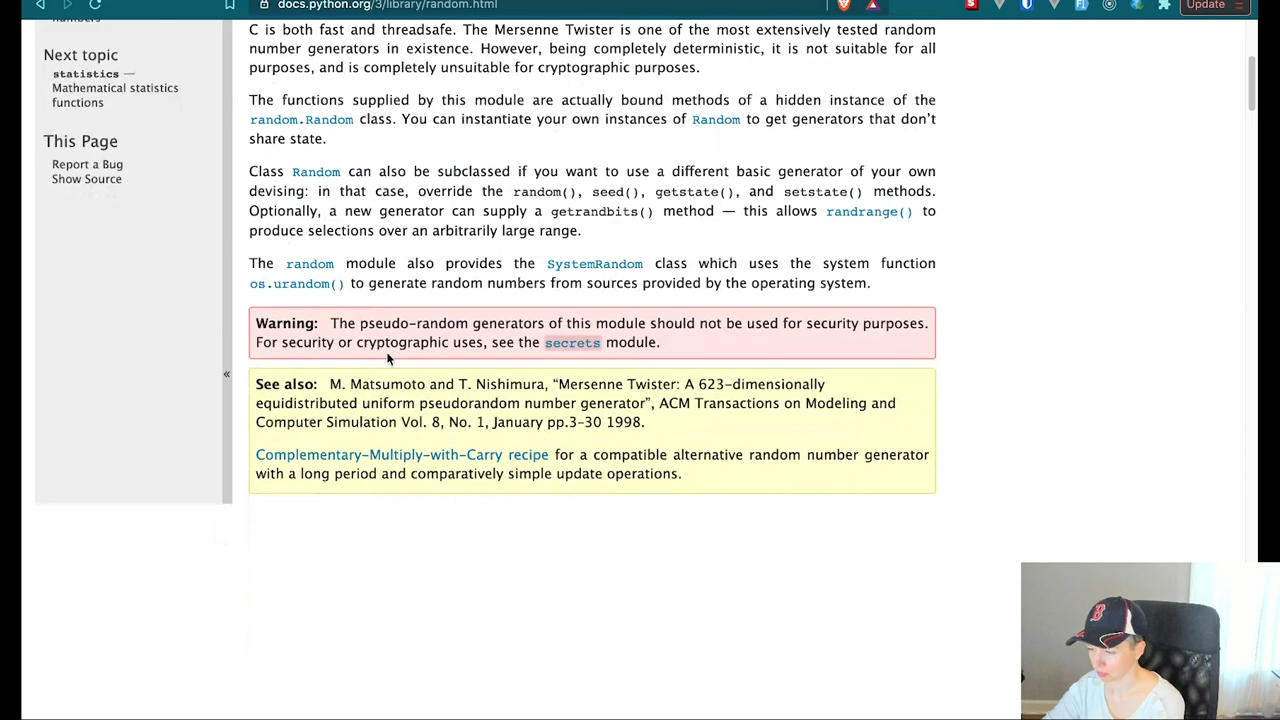 docs.python.org/3/library/random.html
Update
numbers
Next topic
statistics —
Mathematical statistics
functions
This Page
Report a Bug
Show Source
«
C is both fast and threadsafe. The Mersenne Twister is one of the most extensively tested random
number generators in existence. However, being completely deterministic, it is not suitable for all
purposes, and is completely unsuitable for cryptographic purposes.
The functions supplied by this module are actually bound methods of a hidden instance of the
random.Random class. You can instantiate your own instances of Random to get generators that don’t
share state.
Class Random can also be subclassed if you want to use a different basic generator of your own
devising: in that case, override the random(), seed(), getstate(), and setstate() methods.
Optionally, a new generator can supply a getrandbits() method — this allows randrange() to
produce selections over an arbitrarily large range.
The random module also provides the SystemRandom class which uses the system function
os.urandom() to generate random numbers from sources provided by the operating system.
Warning: The pseudo-random generators of this module should not be used for security purposes.
For security or cryptographic uses, see the secrets module.
See also: M. Matsumoto and T. Nishimura, “Mersenne Twister: A 623-dimensionally
equidistributed uniform pseudorandom number generator”, ACM Transactions on Modeling and
Computer Simulation Vol. 8, No. 1, January pp.3–30 1998.
Complementary-Multiply-with-Carry recipe for a compatible alternative random number generator
with a long period and comparatively simple update operations.
B